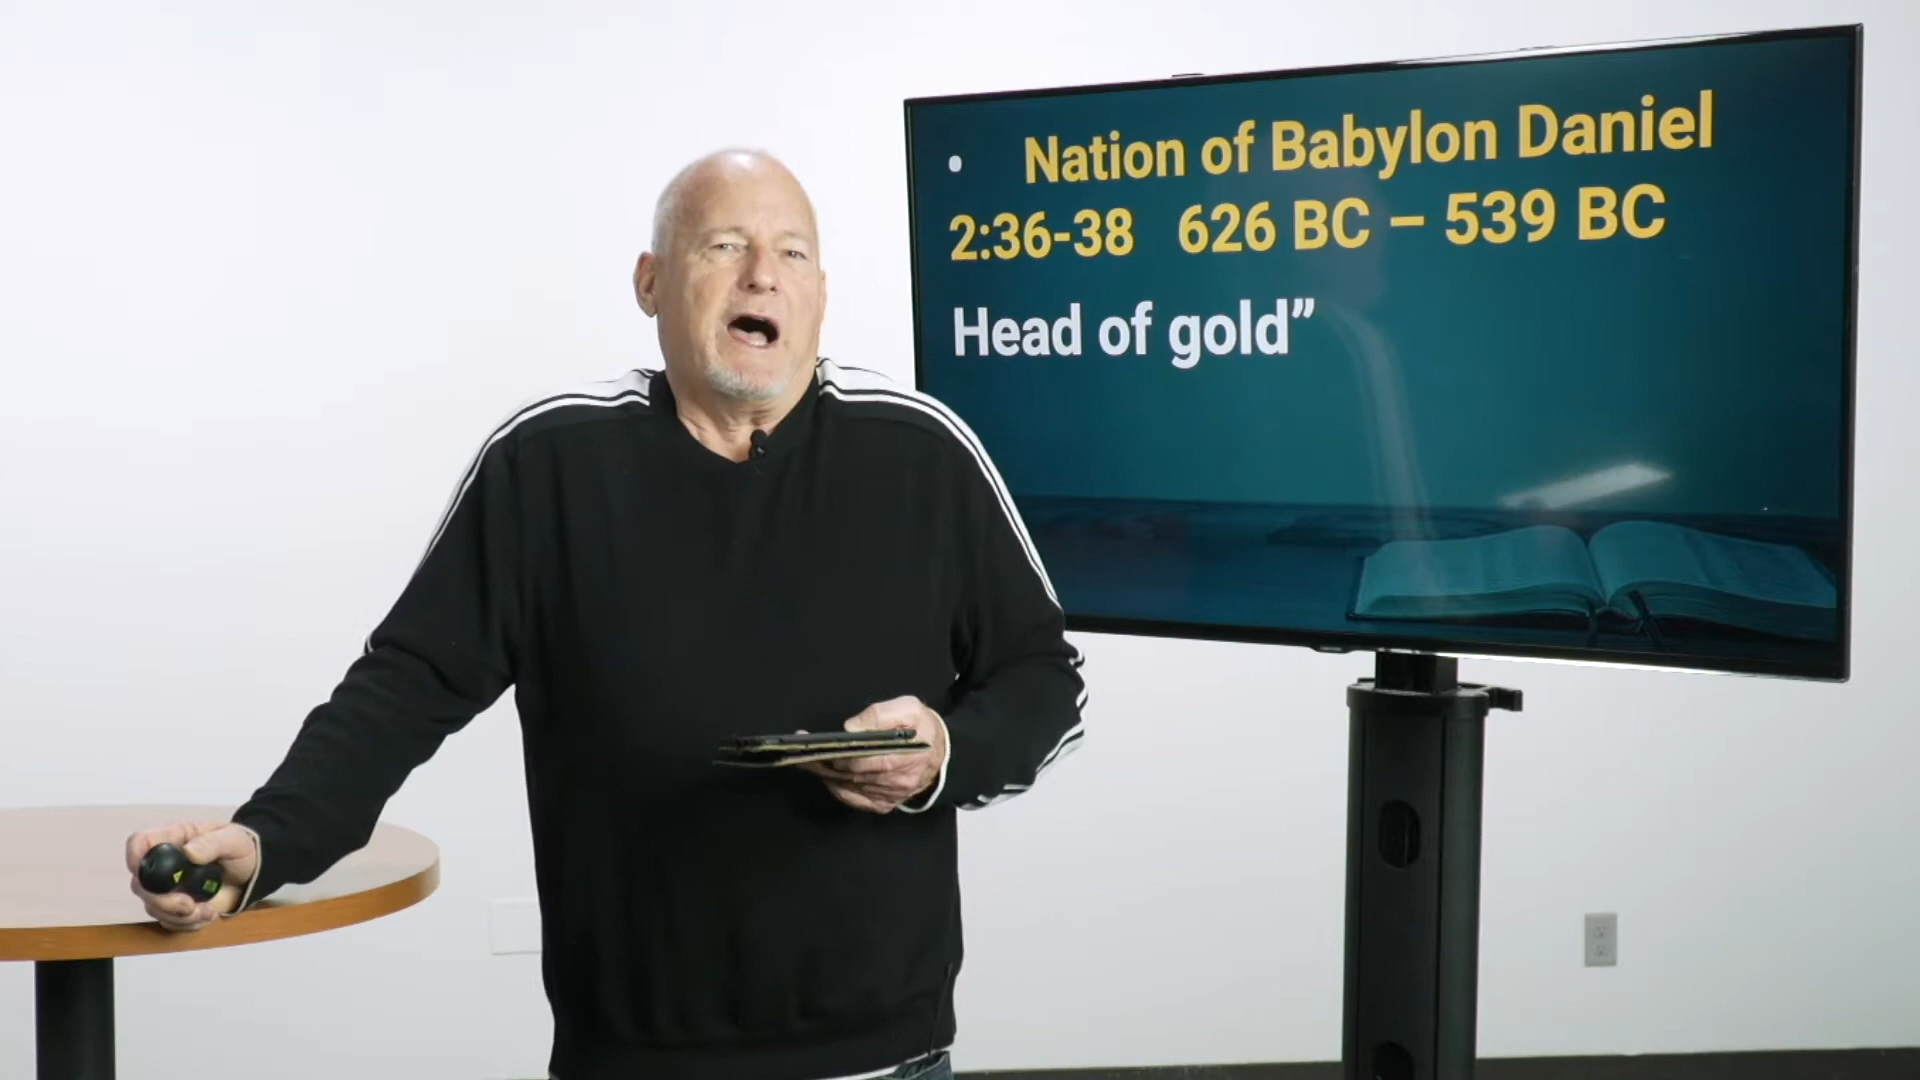 • Nation of Babylon Daniel
2:36-38 626 BC – 539 BC
Head of gold”